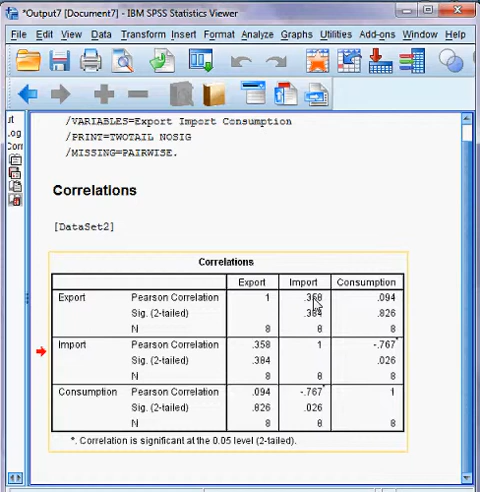 *Output7 [Document7] - IBM SPSS Statistics Viewer
File Edit View Data Transform Insert Format Analyze Graphs Utilities Add-ons Window Help
/VARIABLES=Export Import Consumption
/PRINT=TWOTAIL NOSIG
/MISSING=PAIRWISE.
Correlations
[DataSet2]
Correlations
Export Import Consumption
Export Pearson Correlation 1 .358 .094
Sig. (2-tailed) .384 .826
N 8 8 8
Import Pearson Correlation .358 1 -.767*
Sig. (2-tailed) .384 .026
N 8 8 8
Consumption Pearson Correlation .094 -.767* 1
Sig. (2-tailed) .826 .026
N 8 8 8
*. Correlation is significant at the 0.05 level (2-tailed).